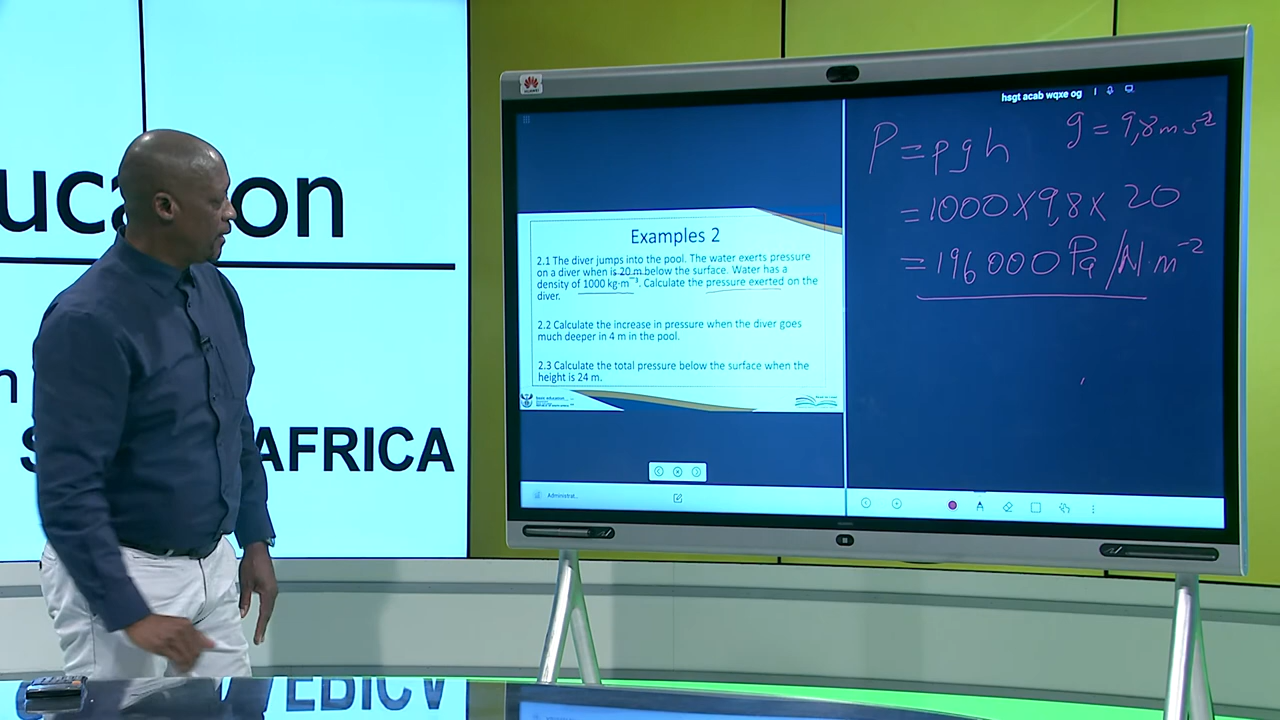 ucation
AFRICA
HUAWEI
hsgt acab wqxe og
P = ρgh
g = 9,8 m s⁻²
= 1000 × 9,8 × 20
= 196 000 Pa / N·m⁻²
Examples 2
2.1 The diver jumps into the pool. The water exerts pressure
on a diver when is 20 m below the surface. Water has a
density of 1000 kg·m⁻³. Calculate the pressure exerted on the
diver.
2.2 Calculate the increase in pressure when the diver goes
much deeper in 4 m in the pool.
2.3 Calculate the total pressure below the surface when the
height is 24 m.
basic education
Administrat...